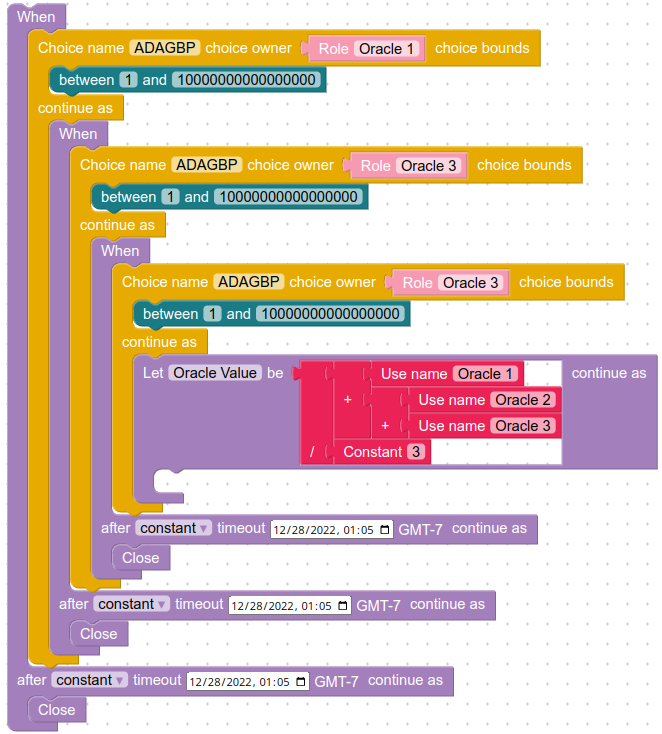 When
Choice name ADAGBP choice owner Role Oracle 1 choice bounds
between 1 and 10000000000000000
continue as
When
Choice name ADAGBP choice owner Role Oracle 3 choice bounds
between 1 and 10000000000000000
continue as
When
Choice name ADAGBP choice owner Role Oracle 3 choice bounds
between 1 and 10000000000000000
continue as
Let Oracle Value be Use name Oracle 1 continue as
+ Use name Oracle 2
+ Use name Oracle 3
/ Constant 3
after constant ▾ timeout 12/28/2022, 01:05 GMT-7 continue as
Close
after constant ▾ timeout 12/28/2022, 01:05 GMT-7 continue as
Close
after constant ▾ timeout 12/28/2022, 01:05 GMT-7 continue as
Close